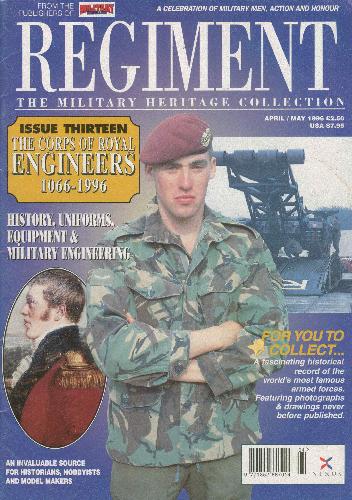 FROM THE
PUBLISHERS OF
MILITARY
A CELEBRATION OF MILITARY MEN, ACTION AND HONOUR
REGIMENT
THE MILITARY HERITAGE COLLECTION
APRIL / MAY 1996 £2.50
USA $7.95
ISSUE THIRTEEN
THE CORPS OF ROYAL
ENGINEERS
1066-1996
HISTORY, UNIFORMS,
EQUIPMENT &
MILITARY ENGINEERING
FOR YOU TO
COLLECT...
A fascinating historical
record of the
world's most famous
armed forces.
Featuring photographs
& drawings never
before published.
AN INVALUABLE SOURCE
FOR HISTORIANS, HOBBYISTS
AND MODEL MAKERS
NEXUS